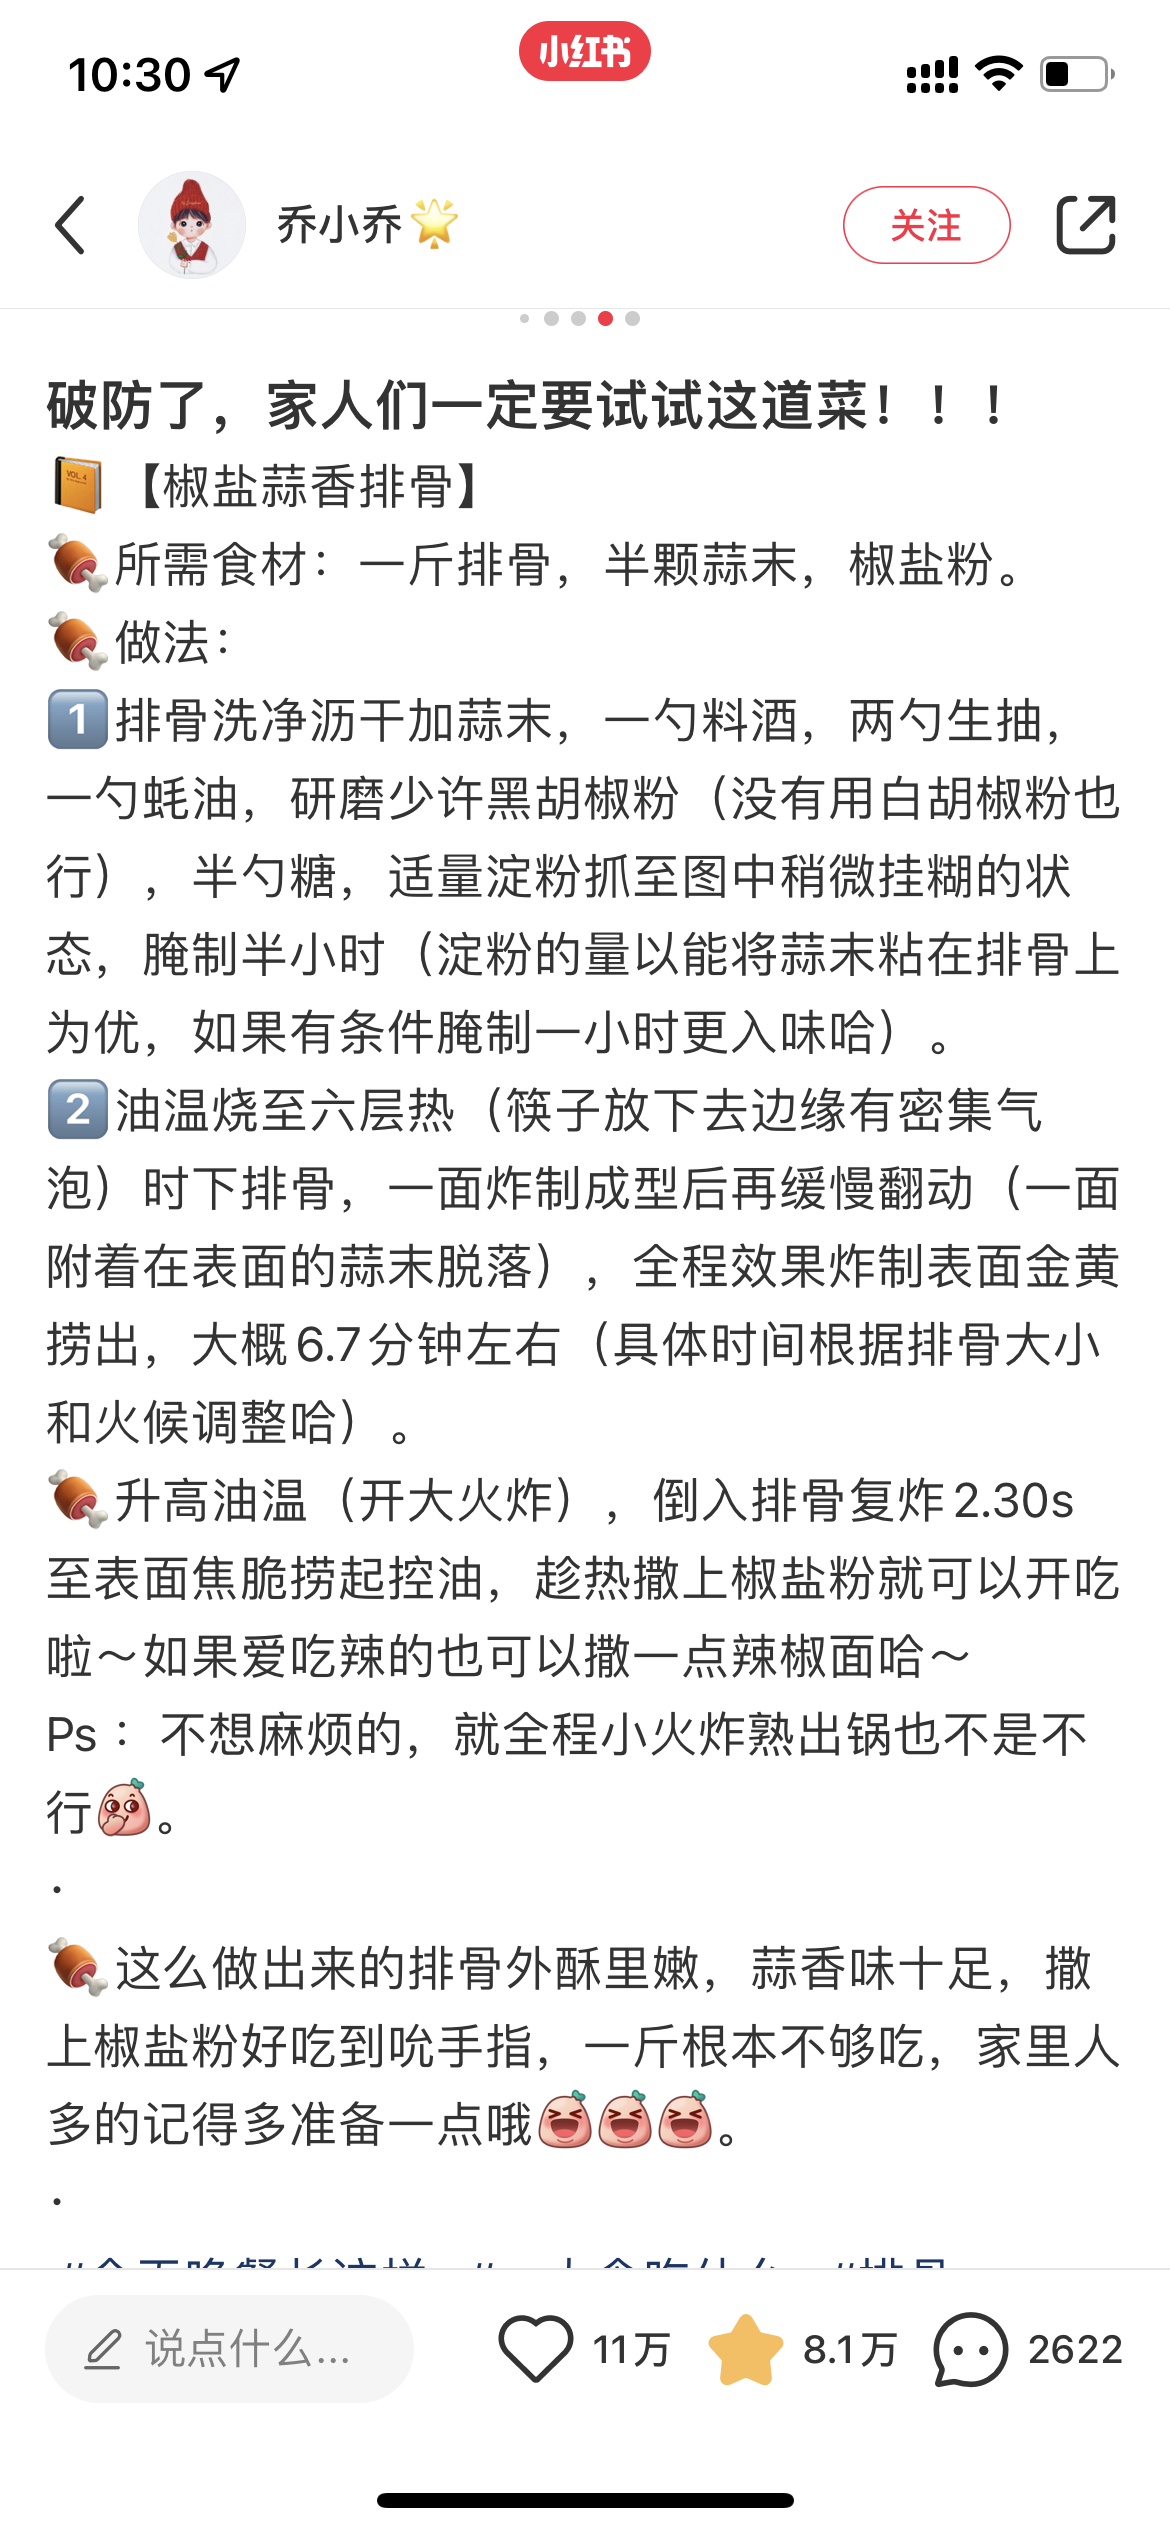 10:30
小红书
乔小乔🌟
关注
破防了，家人们一定要试试这道菜！！！
VOL. 4
【椒盐蒜香排骨】
🍖所需食材：一斤排骨，半颗蒜末，椒盐粉。
🍖做法：
1️⃣排骨洗净沥干加蒜末，一勺料酒，两勺生抽，
一勺蚝油，研磨少许黑胡椒粉（没有用白胡椒粉也
行），半勺糖，适量淀粉抓至图中稍微挂糊的状
态，腌制半小时（淀粉的量以能将蒜末粘在排骨上
为优，如果有条件腌制一小时更入味哈）。
2️⃣油温烧至六层热（筷子放下去边缘有密集气
泡）时下排骨，一面炸制成型后再缓慢翻动（一面
附着在表面的蒜末脱落），全程效果炸制表面金黄
捞出，大概6.7分钟左右（具体时间根据排骨大小
和火候调整哈）。
🍖升高油温（开大火炸），倒入排骨复炸2.30s
至表面焦脆捞起控油，趁热撒上椒盐粉就可以开吃
啦～如果爱吃辣的也可以撒一点辣椒面哈～
Ps：不想麻烦的，就全程小火炸熟出锅也不是不
行。
.
🍖这么做出来的排骨外酥里嫩，蒜香味十足，撒
上椒盐粉好吃到吮手指，一斤根本不够吃，家里人
多的记得多准备一点哦。
.
说点什么...
11万
8.1万
2622